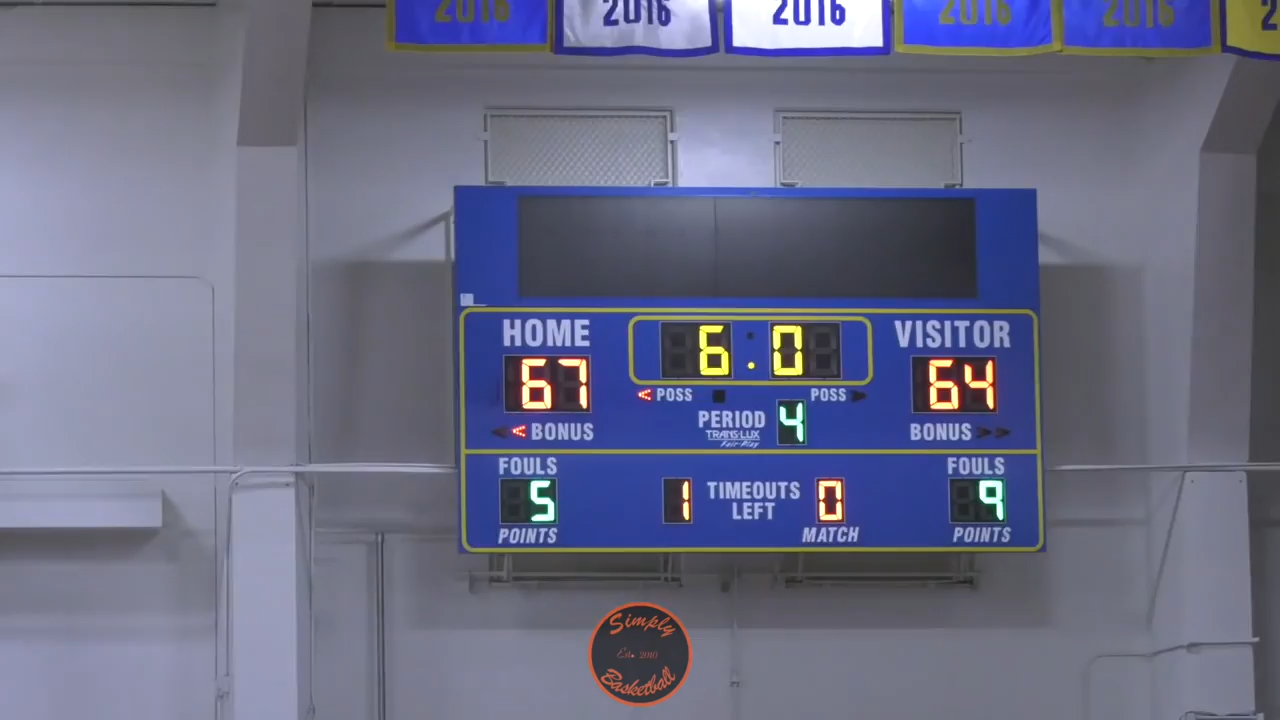 2016 2016 2016 2016 2016 2
HOME 6.0 VISITOR
67 64
< POSS POSS >
PERIOD 4
TRANS-LUX
Fair-Play
< BONUS BONUS >>
FOULS FOULS
5 1 TIMEOUTS LEFT 0 9
POINTS MATCH POINTS
Simply
Est. 2010
Basketball